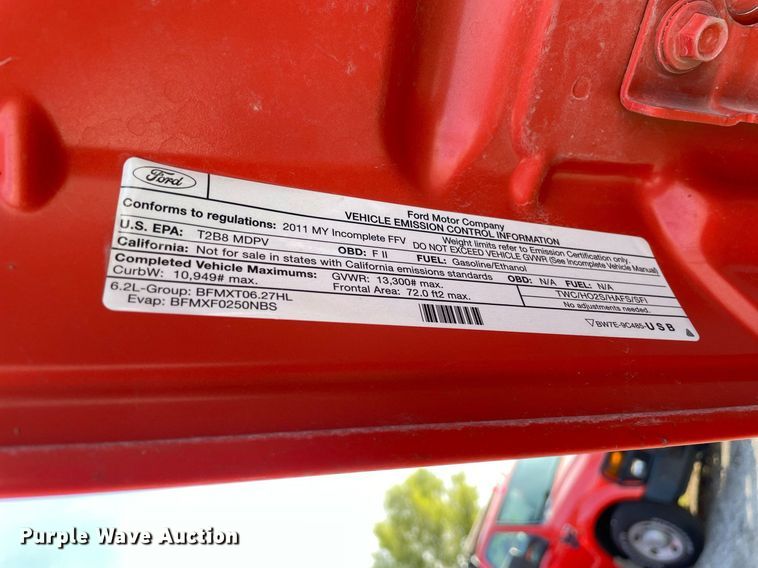 Ford
Ford Motor Company
VEHICLE EMISSION CONTROL INFORMATION
Conforms to regulations: 2011 MY Incomplete FFV Weight limits refer to Emission Certification only.
U.S. EPA: T2B8 MDPV DO NOT EXCEED VEHICLE GVWR (See Incomplete Vehicle Manual)
OBD: F II FUEL: Gasoline/Ethanol
California: Not for sale in states with California emissions standards OBD: N/A FUEL: N/A
Completed Vehicle Maximums: GVWR: 13,300# max. TWC/HO2S/HAFS/SFI
CurbW: 10,949# max. Frontal Area: 72.0 ft2 max. No adjustments needed.
6.2L-Group: BFMXT06.27HL
Evap: BFMXF0250NBS
BW7E-9C485-USB
Purple Wave Auction